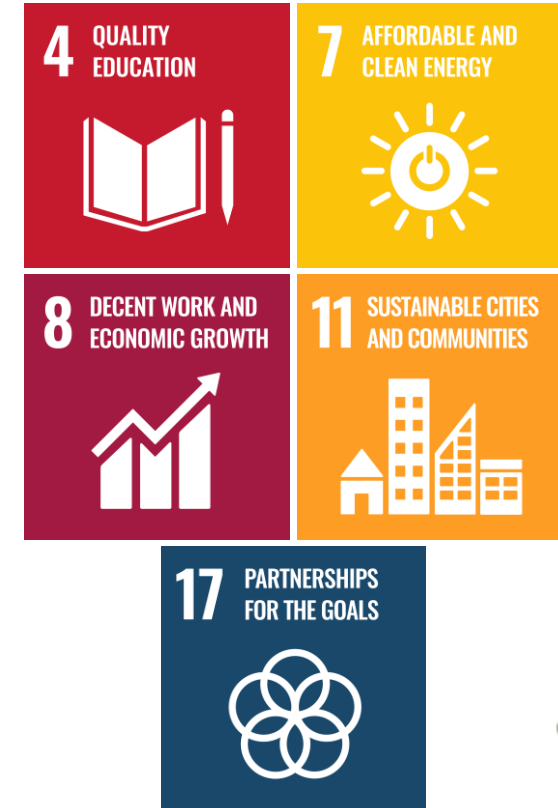 4 QUALITY
EDUCATION
7 AFFORDABLE AND
CLEAN ENERGY
8 DECENT WORK AND
ECONOMIC GROWTH
11 SUSTAINABLE CITIES
AND COMMUNITIES
17 PARTNERSHIPS
FOR THE GOALS